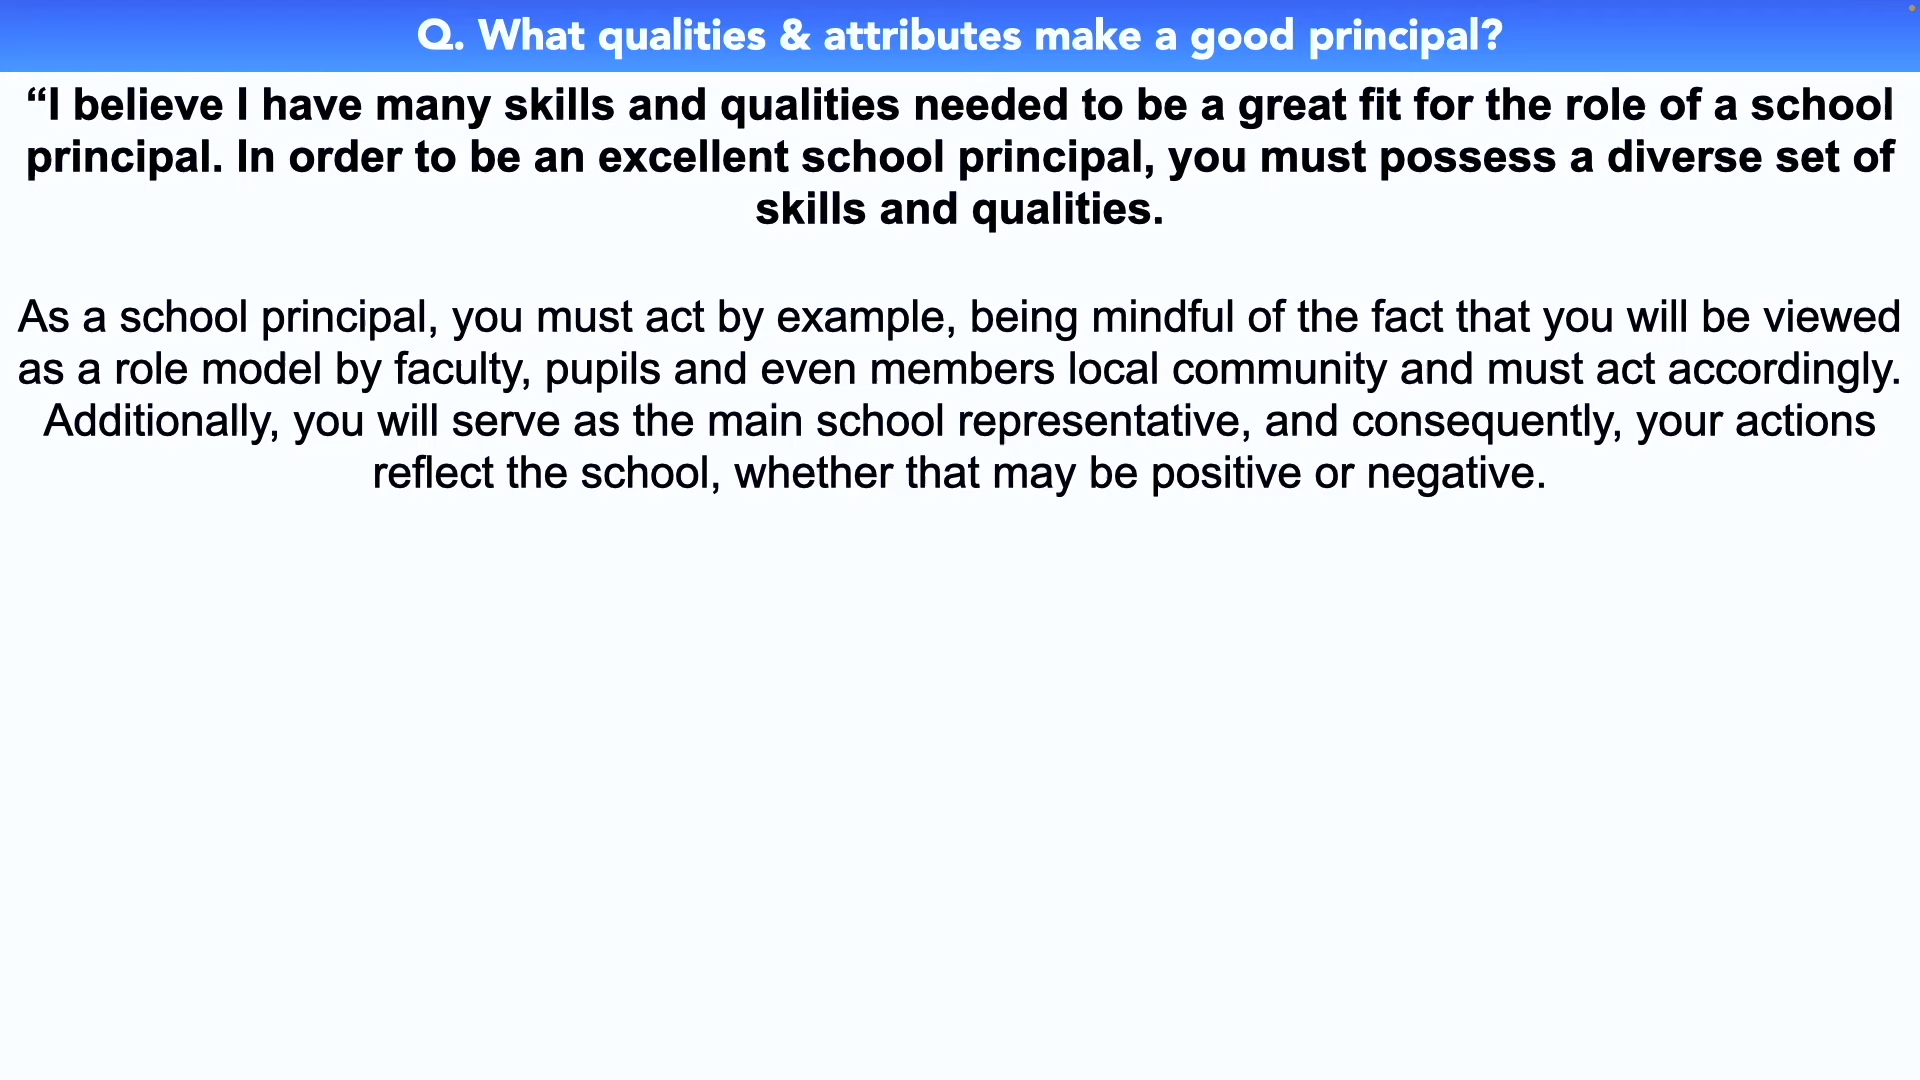 Q. What qualities & attributes make a good principal?
“I believe I have many skills and qualities needed to be a great fit for the role of a school
principal. In order to be an excellent school principal, you must possess a diverse set of
skills and qualities.
As a school principal, you must act by example, being mindful of the fact that you will be viewed
as a role model by faculty, pupils and even members local community and must act accordingly.
Additionally, you will serve as the main school representative, and consequently, your actions
reflect the school, whether that may be positive or negative.